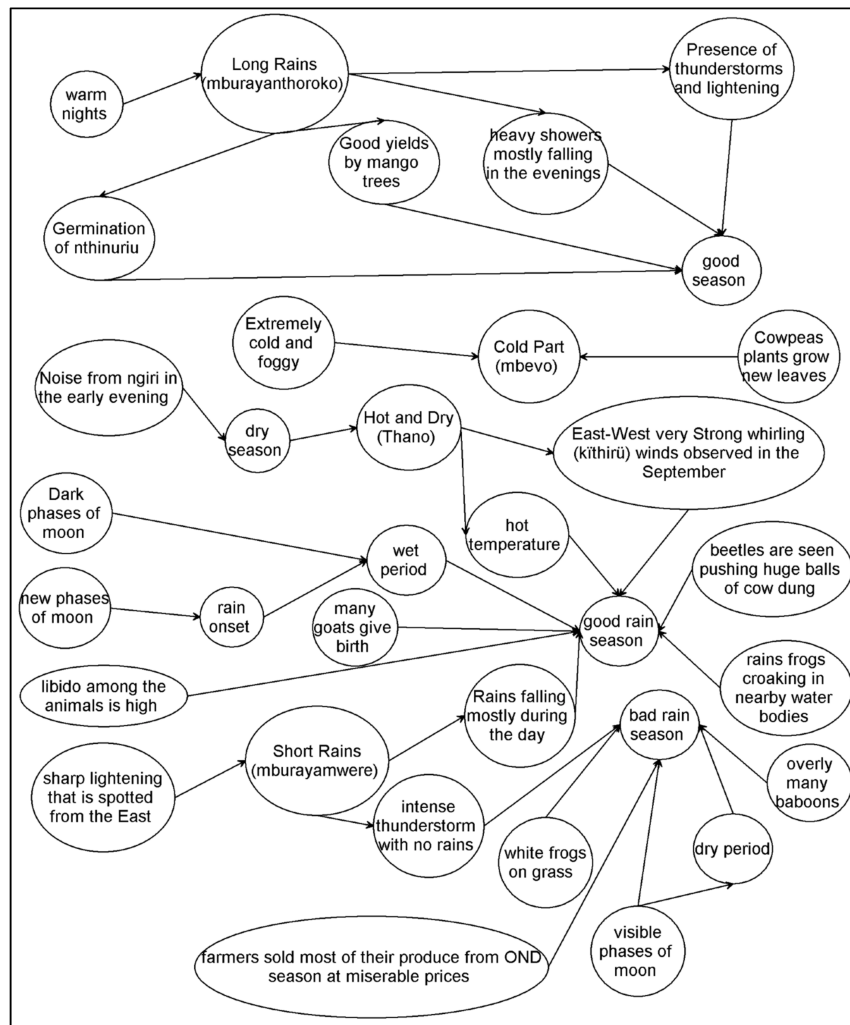 warm
nights
Long Rains
(mburayanthoroko)
Presence of
thunderstorms
and lightening
Good yields
by mango
trees
heavy showers
mostly falling
in the evenings
Germination
of nthinuriu
good
season
Extremely
cold and
foggy
Cold Part
(mbevo)
Cowpeas
plants grow
new leaves
Noise from ngiri in
the early evening
dry
season
Hot and Dry
(Thano)
East-West very Strong whirling
(kïthirü) winds observed in the
September
Dark
phases of
moon
wet
period
hot
temperature
beetles are seen
pushing huge balls
of cow dung
new phases
of moon
rain
onset
many
goats give
birth
good rain
season
libido among the
animals is high
Rains falling
mostly during
the day
bad rain
season
rains frogs
croaking in
nearby water
bodies
sharp lightening
that is spotted
from the East
Short Rains
(mburayamwere)
intense
thunderstorm
with no rains
overly
many
baboons
white frogs
on grass
dry period
visible
phases of
moon
farmers sold most of their produce from OND
season at miserable prices